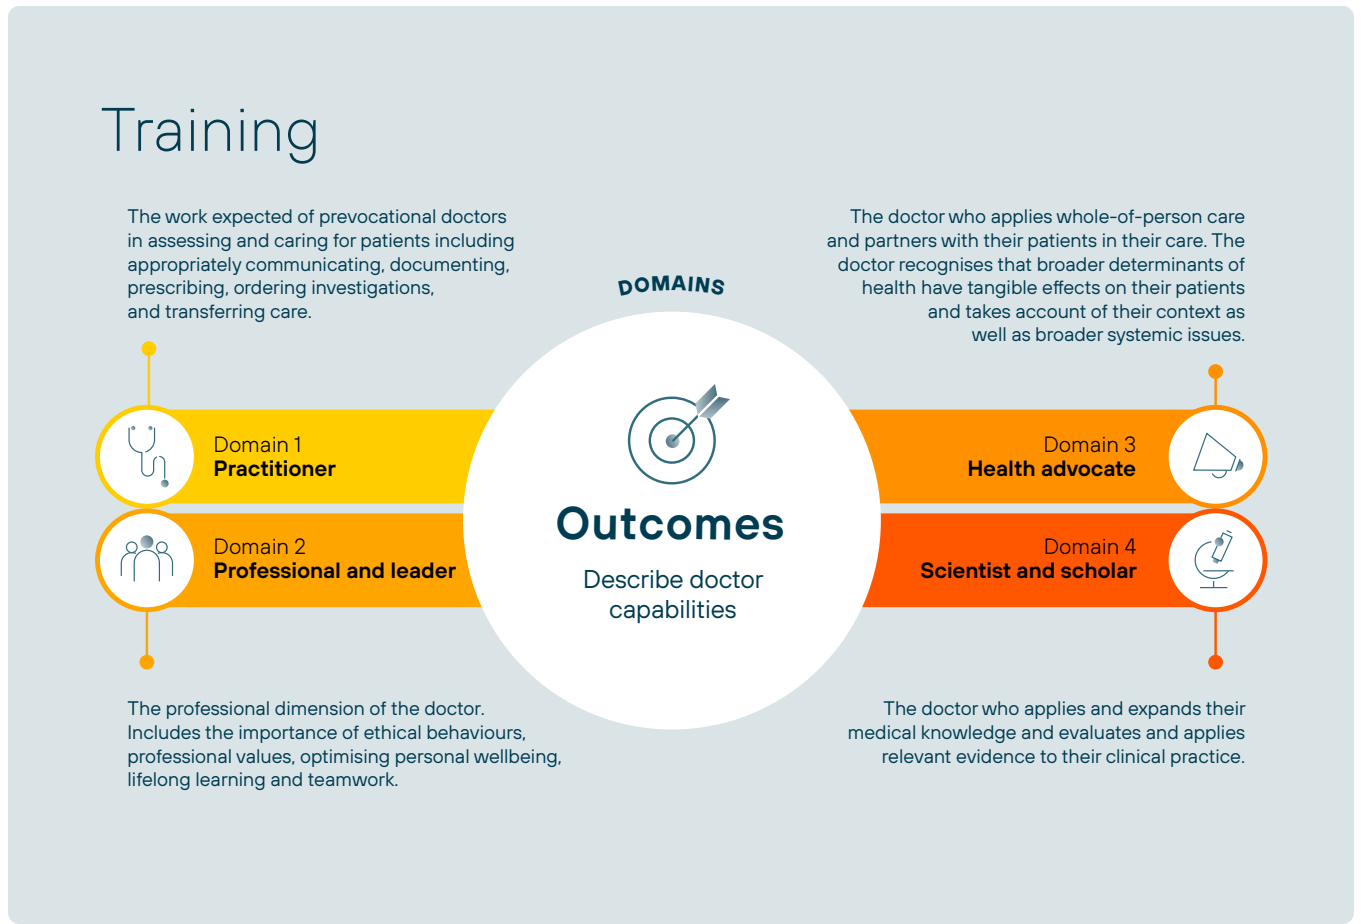 Training
The work expected of prevocational doctors
in assessing and caring for patients including
appropriately communicating, documenting,
prescribing, ordering investigations,
and transferring care.
Domain 1
Practitioner
Domain 2
Professional and leader
The professional dimension of the doctor.
Includes the importance of ethical behaviours,
professional values, optimising personal wellbeing,
lifelong learning and teamwork.
DOMAINS
Outcomes
Describe doctor
capabilities
The doctor who applies whole-of-person care
and partners with their patients in their care. The
doctor recognises that broader determinants of
health have tangible effects on their patients
and takes account of their context as
well as broader systemic issues.
Domain 3
Health advocate
Domain 4
Scientist and scholar
The doctor who applies and expands their
medical knowledge and evaluates and applies
relevant evidence to their clinical practice.